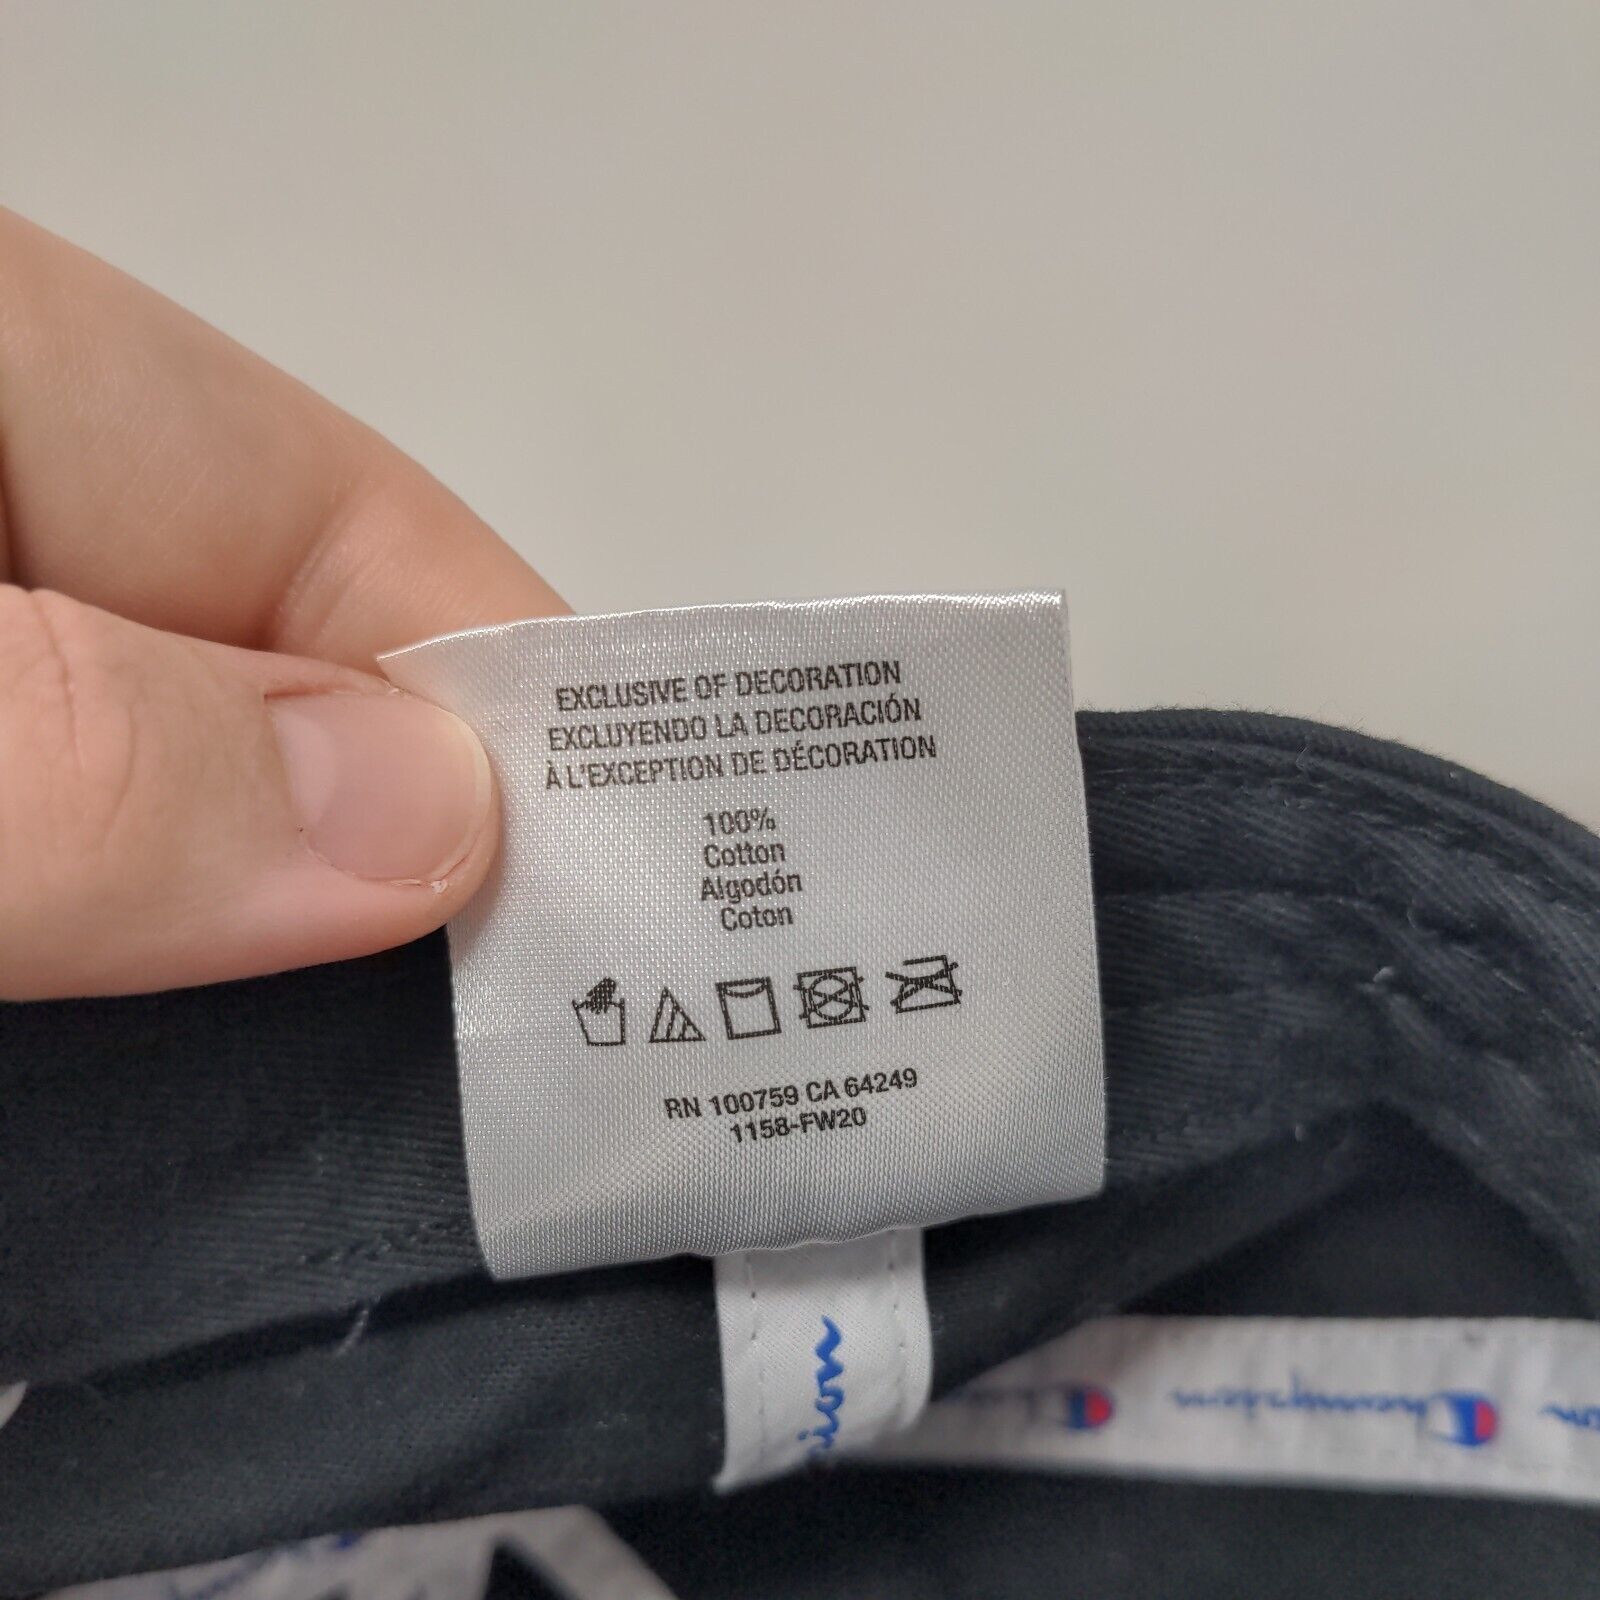 EXCLUSIVE OF DECORATION
EXCLUYENDO LA DECORACIÓN
À L'EXCEPTION DE DÉCORATION
100%
Cotton
Algodón
Coton
RN 100759 CA 64249
1158-FW20
Champion